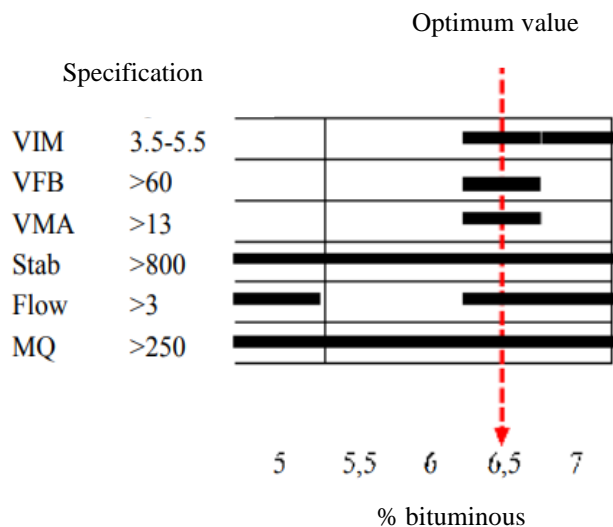 Optimum value
Specification
VIM 3.5-5.5
VFB >60
VMA >13
Stab >800
Flow >3
MQ >250
5 5,5 6 6,5 7
% bituminous